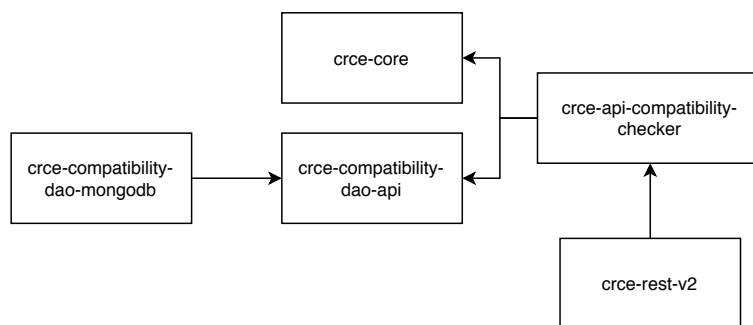 crce-core
crce-api-compatibility-
checker
crce-compatibility-
dao-mongodb
crce-compatibility-
dao-api
crce-rest-v2